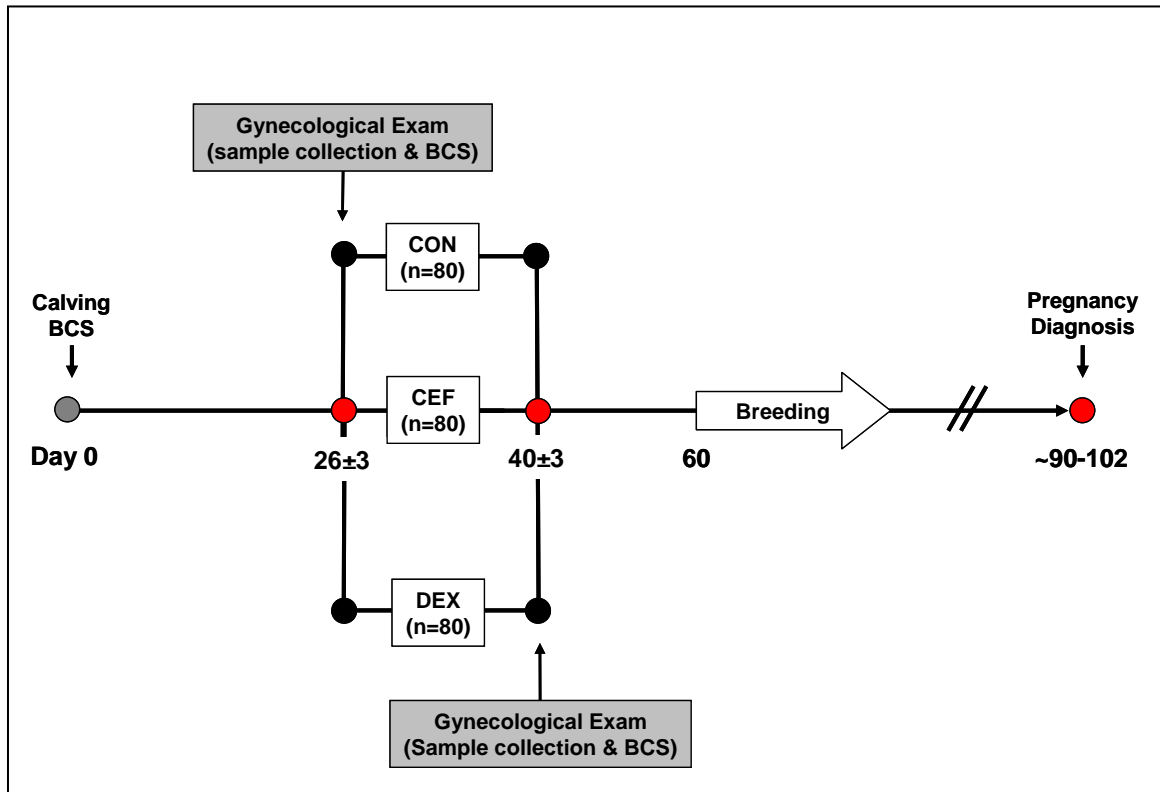 Gynecological Exam
(sample collection & BCS)
CON
(n=80)
Calving
BCS
Pregnancy
Diagnosis
CEF
(n=80)
Breeding
Day 0
26±3
40±3
60
~90-102
DEX
(n=80)
Gynecological Exam
(Sample collection & BCS)